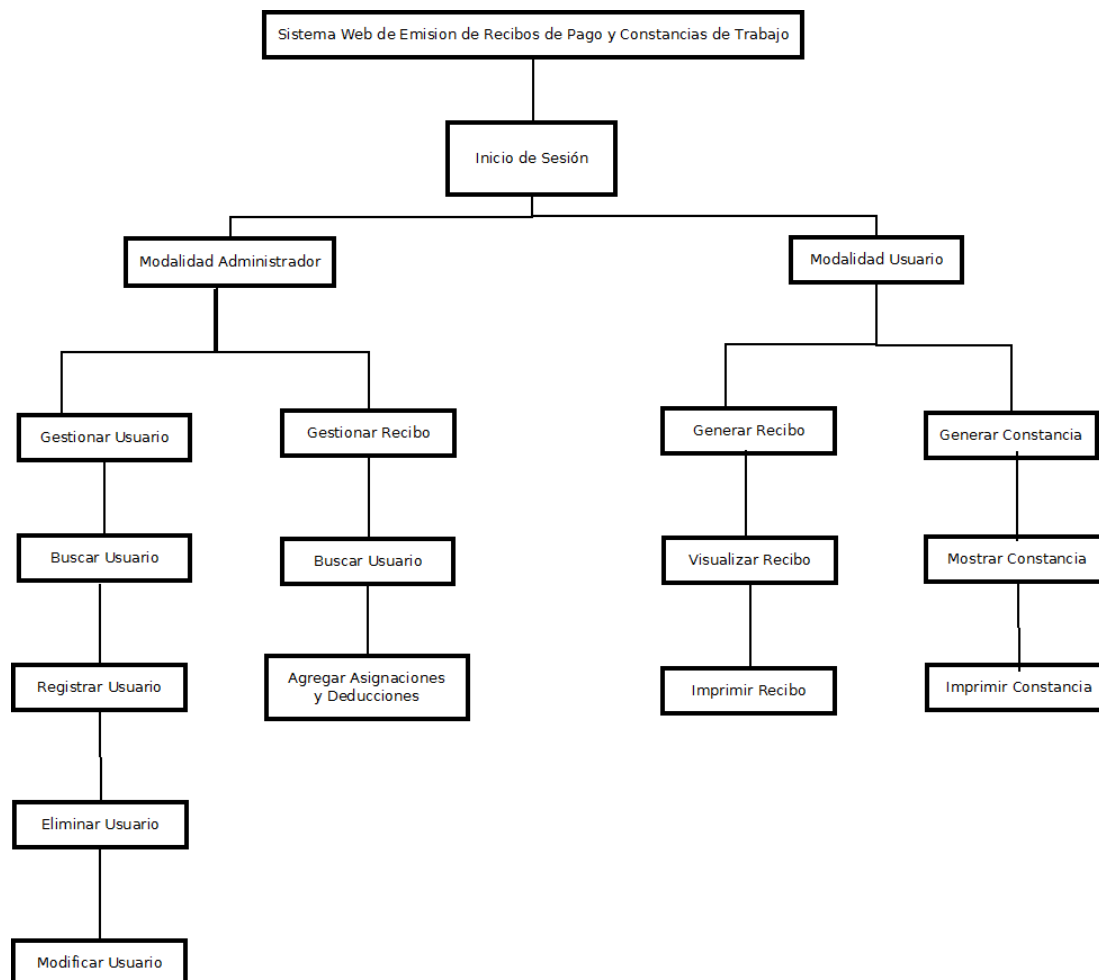 Sistema Web de Emision de Recibos de Pago y Constancias de Trabajo
Inicio de Sesión
Modalidad Administrador
Modalidad Usuario
Gestionar Usuario
Gestionar Recibo
Generar Recibo
Generar Constancia
Buscar Usuario
Buscar Usuario
Visualizar Recibo
Mostrar Constancia
Registrar Usuario
Agregar Asignaciones
y Deducciones
Imprimir Recibo
Imprimir Constancia
Eliminar Usuario
Modificar Usuario